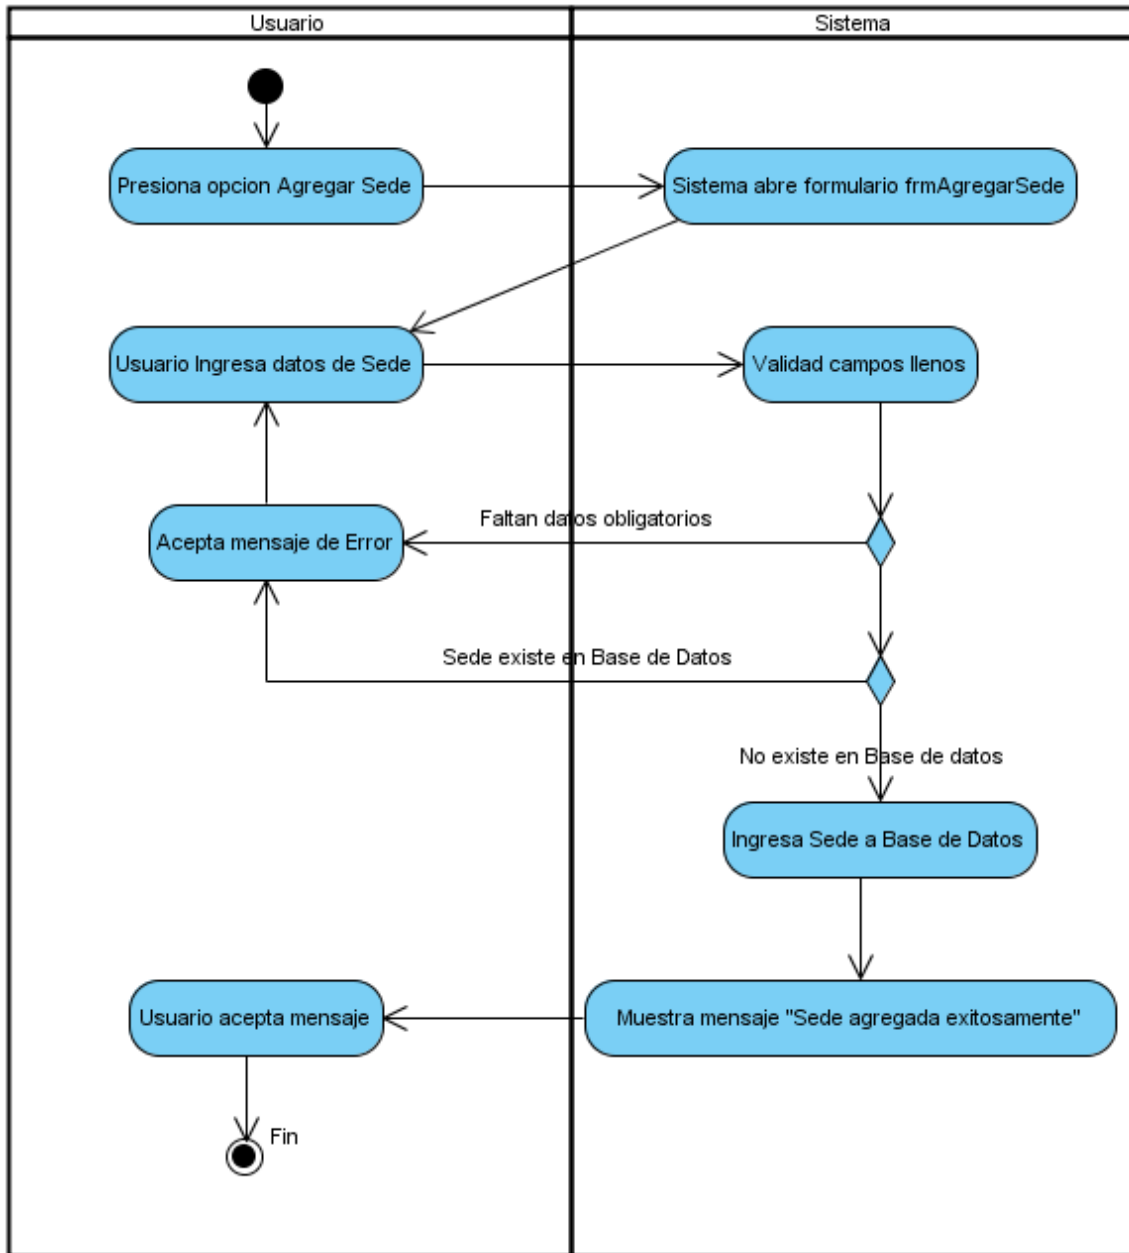 Usuario
Sistema
Presiona opcion Agregar Sede
Sistema abre formulario frmAgregarSede
Usuario Ingresa datos de Sede
Validad campos llenos
Faltan datos obligatorios
Acepta mensaje de Error
Sede existe en Base de Datos
No existe en Base de datos
Ingresa Sede a Base de Datos
Usuario acepta mensaje
Muestra mensaje "Sede agregada exitosamente"
Fin